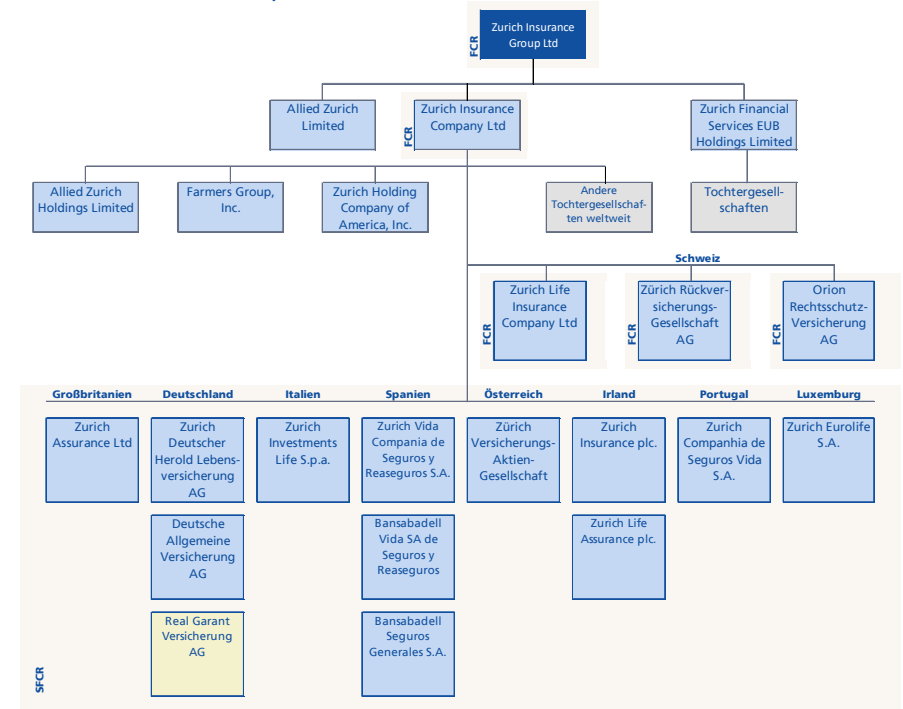 FCR
Zurich Insurance
Group Ltd
Allied Zurich
Limited
FCR
Zurich Insurance
Company Ltd
Zurich Financial
Services EUB
Holdings Limited
Allied Zurich
Holdings Limited
Farmers Group,
Inc.
Zurich Holding
Company of
America, Inc.
Andere
Tochtergesellschaf-
ten weltweit
Tochtergesell-
schaften
Schweiz
FCR
Zurich Life
Insurance
Company Ltd
FCR
Zürich Rückver-
sicherungs-
Gesellschaft
AG
FCR
Orion
Rechtsschutz-
Versicherung
AG
Großbritanien
Deutschland
Italien
Spanien
Österreich
Irland
Portugal
Luxemburg
Zurich
Assurance Ltd
Zurich
Deutscher
Herold Lebens-
versicherung
AG
Zurich
Investments
Life S.p.a.
Zurich Vida
Compania de
Seguros y
Reaseguros S.A.
Zürich
Versicherungs-
Aktien-
Gesellschaft
Zurich
Insurance plc.
Zurich
Companhia de
Seguros Vida
S.A.
Zurich Eurolife
S.A.
Deutsche
Allgemeine
Versicherung
AG
Bansabadell
Vida SA de
Seguros y
Reaseguros
Zurich Life
Assurance plc.
Real Garant
Versicherung
AG
Bansabadell
Seguros
Generales S.A.
SFCR